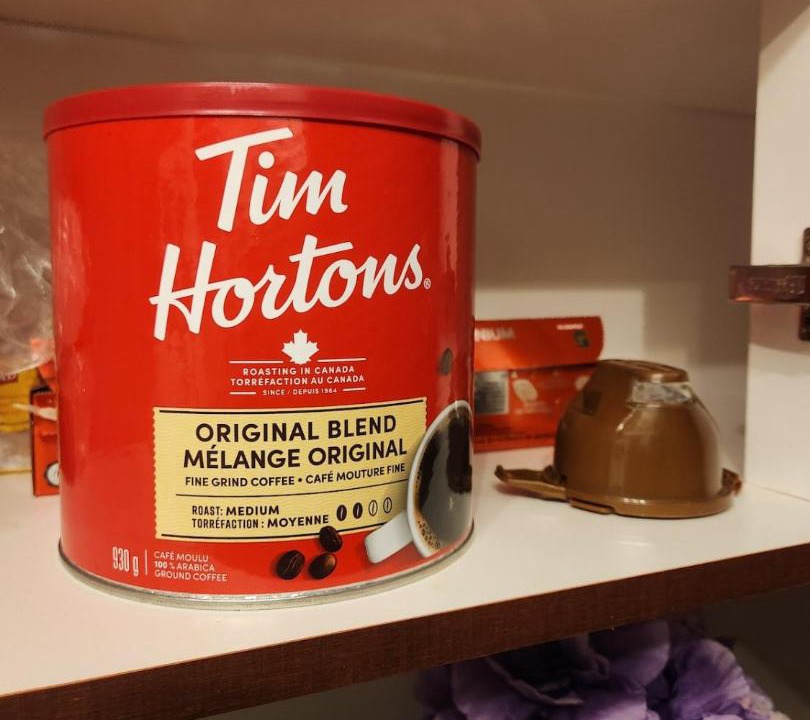 Tim
Hortons®
ROASTING IN CANADA
TORRÉFACTION AU CANADA
SINCE / DEPUIS 1964
ORIGINAL BLEND
MÉLANGE ORIGINAL
FINE GRIND COFFEE • CAFÉ MOUTURE FINE
ROAST: MEDIUM
TORRÉFACTION : MOYENNE
930 g
CAFÉ MOULU
100 % ARABICA
GROUND COFFEE